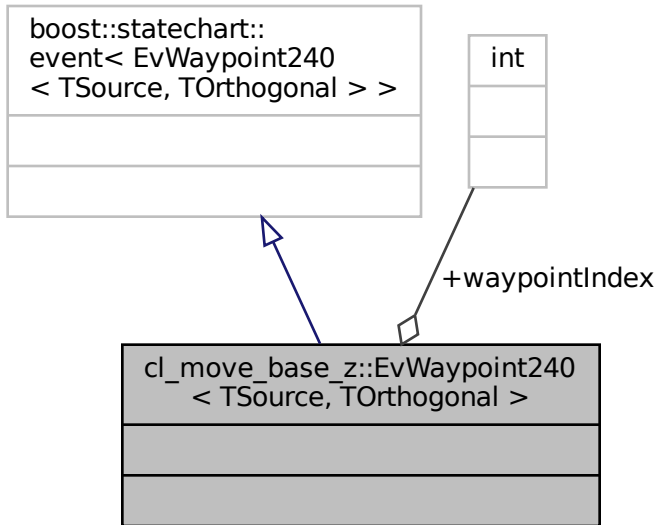 boost::statechart::
event< EvWaypoint240
< TSource, TOrthogonal > >
int
+waypointIndex
cl_move_base_z::EvWaypoint240
< TSource, TOrthogonal >